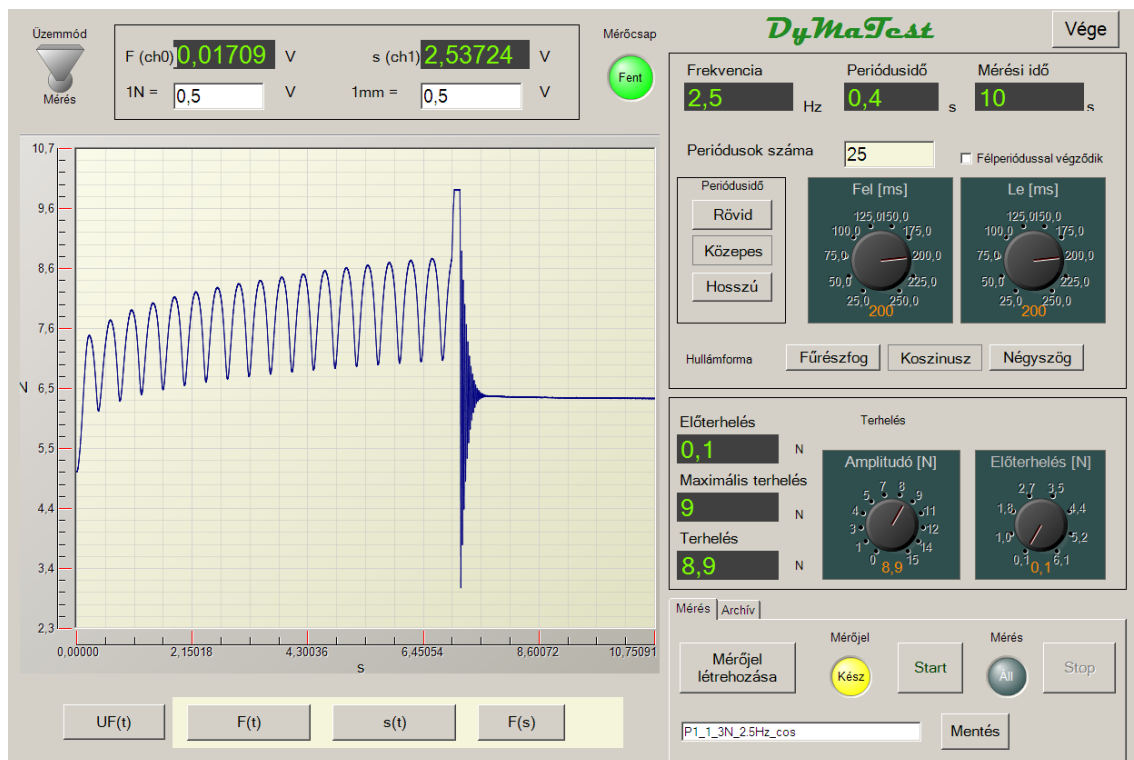 Üzemmód
Mérés
F (ch0) 0,01709 V
s (ch1) 2,53724 V
1N = 0,5 V
1mm = 0,5 V
Mérőcsap
Fent
DyMaTest
Vége
Frekvencia
2,5 Hz
Periódusidő
0,4 s
Mérési idő
10 s
Periódusok száma 25
Félperiódussal végződik
Periódusidő
Rövid
Közepes
Hosszú
Fel [ms]
125,0 150,0
100,0 175,0
75,0 200,0
50,0 225,0
25,0 250,0
200
Le [ms]
125,0 150,0
100,0 175,0
75,0 200,0
50,0 225,0
25,0 250,0
200
Hullámforma Fűrészfog Koszinusz Négyszög
10,7
9,6
8,6
7,6
N 6,5
5,5
4,4
3,4
2,3
0,00000 2,15018 4,30036 6,45054 8,60072 10,75091
s
UF(t) F(t) s(t) F(s)
Előterhelés
0,1 N
Maximális terhelés
9 N
Terhelés
8,9 N
Terhelés
Amplitudó [N]
7 8
5 9
4 11
3 12
1 14
0 15
8,9
Előterhelés [N]
2,7 3,5
1,8 4,4
1,0 5,2
0,1 6,1
0,1
Mérés Archív
Mérőjel létrehozása
Mérőjel
Kész
Start
Mérés
Áll
Stop
P1_1_3N_2.5Hz_cos
Mentés